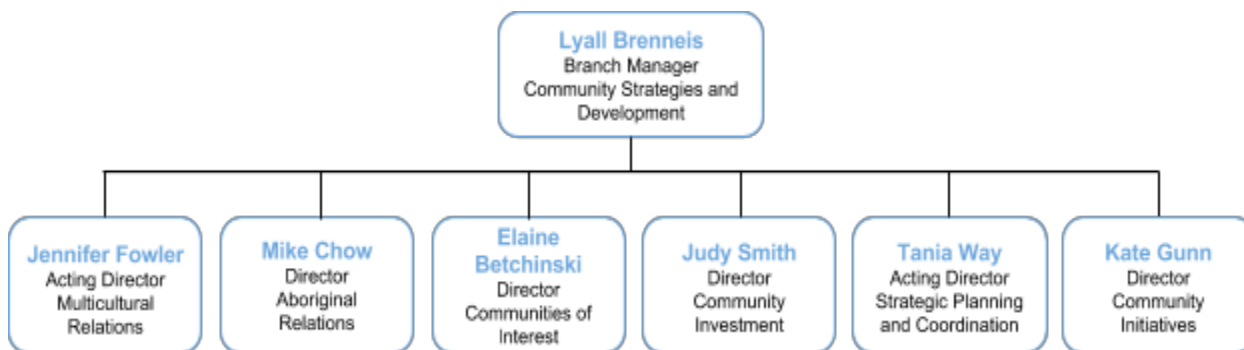 Lyall Brenneis
Branch Manager
Community Strategies and
Development
Jennifer Fowler
Acting Director
Multicultural
Relations
Mike Chow
Director
Aboriginal
Relations
Elaine
Betchinski
Director
Communities of
Interest
Judy Smith
Director
Community
Investment
Tania Way
Acting Director
Strategic Planning
and Coordination
Kate Gunn
Director
Community
Initiatives